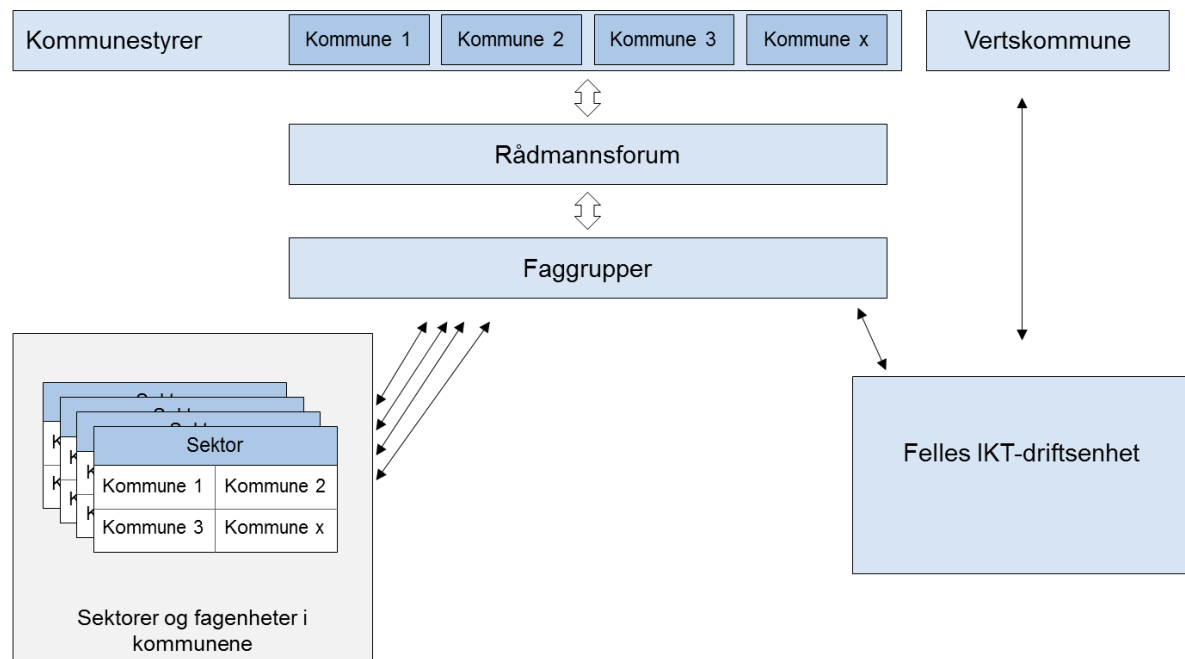 Kommunestyrer
Kommune 1
Kommune 2
Kommune 3
Kommune x
Vertskommune
Rådmannsforum
Faggrupper
Sektor
Kommune 1
Kommune 2
Kommune 3
Kommune x
Sektorer og fagenheter i
kommunene
Felles IKT-driftsenhet